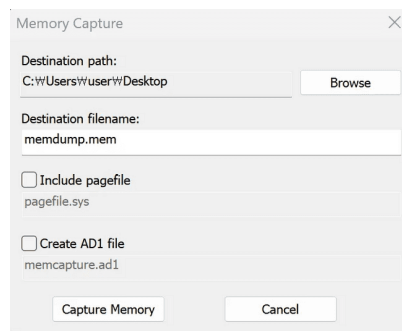 Memory Capture
Destination path:
C:₩Users₩user₩Desktop
Browse
Destination filename:
memdump.mem
Include pagefile
pagefile.sys
Create AD1 file
memcapture.ad1
Capture Memory
Cancel